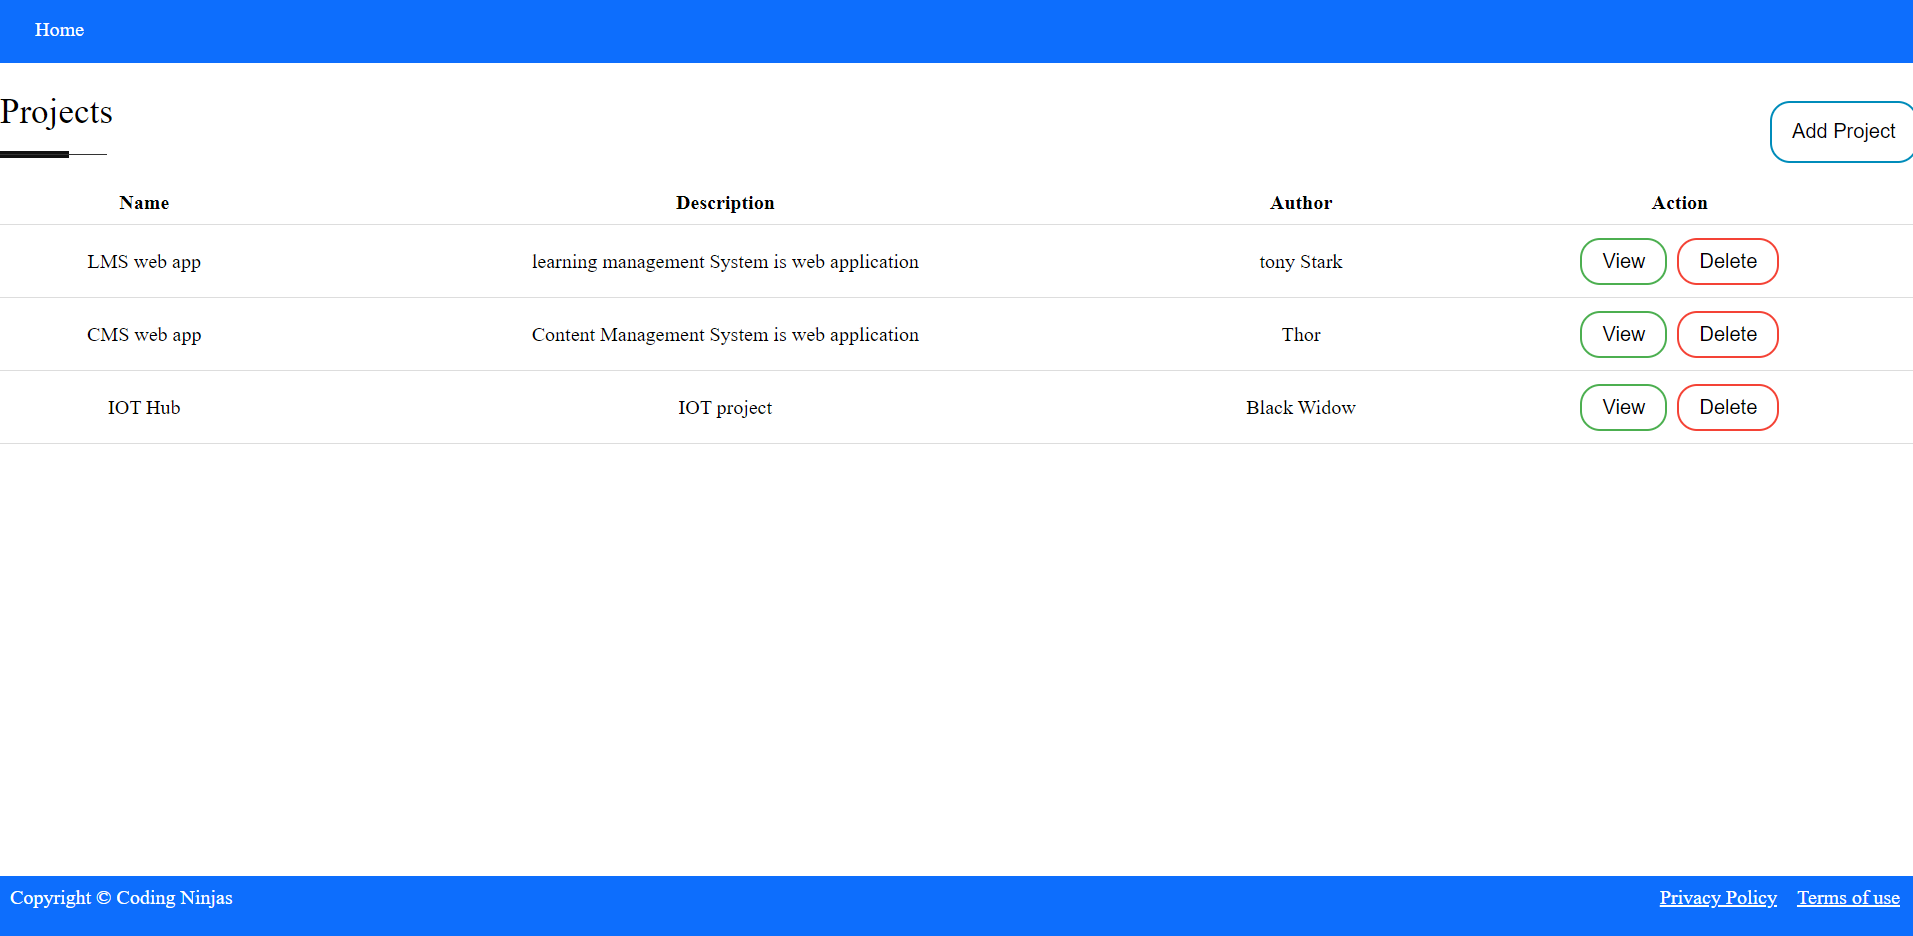 Home
Projects
Add Project
Name Description Author Action
LMS web app learning management System is web application tony Stark View Delete
CMS web app Content Management System is web application Thor View Delete
IOT Hub IOT project Black Widow View Delete
Copyright © Coding Ninjas Privacy Policy Terms of use